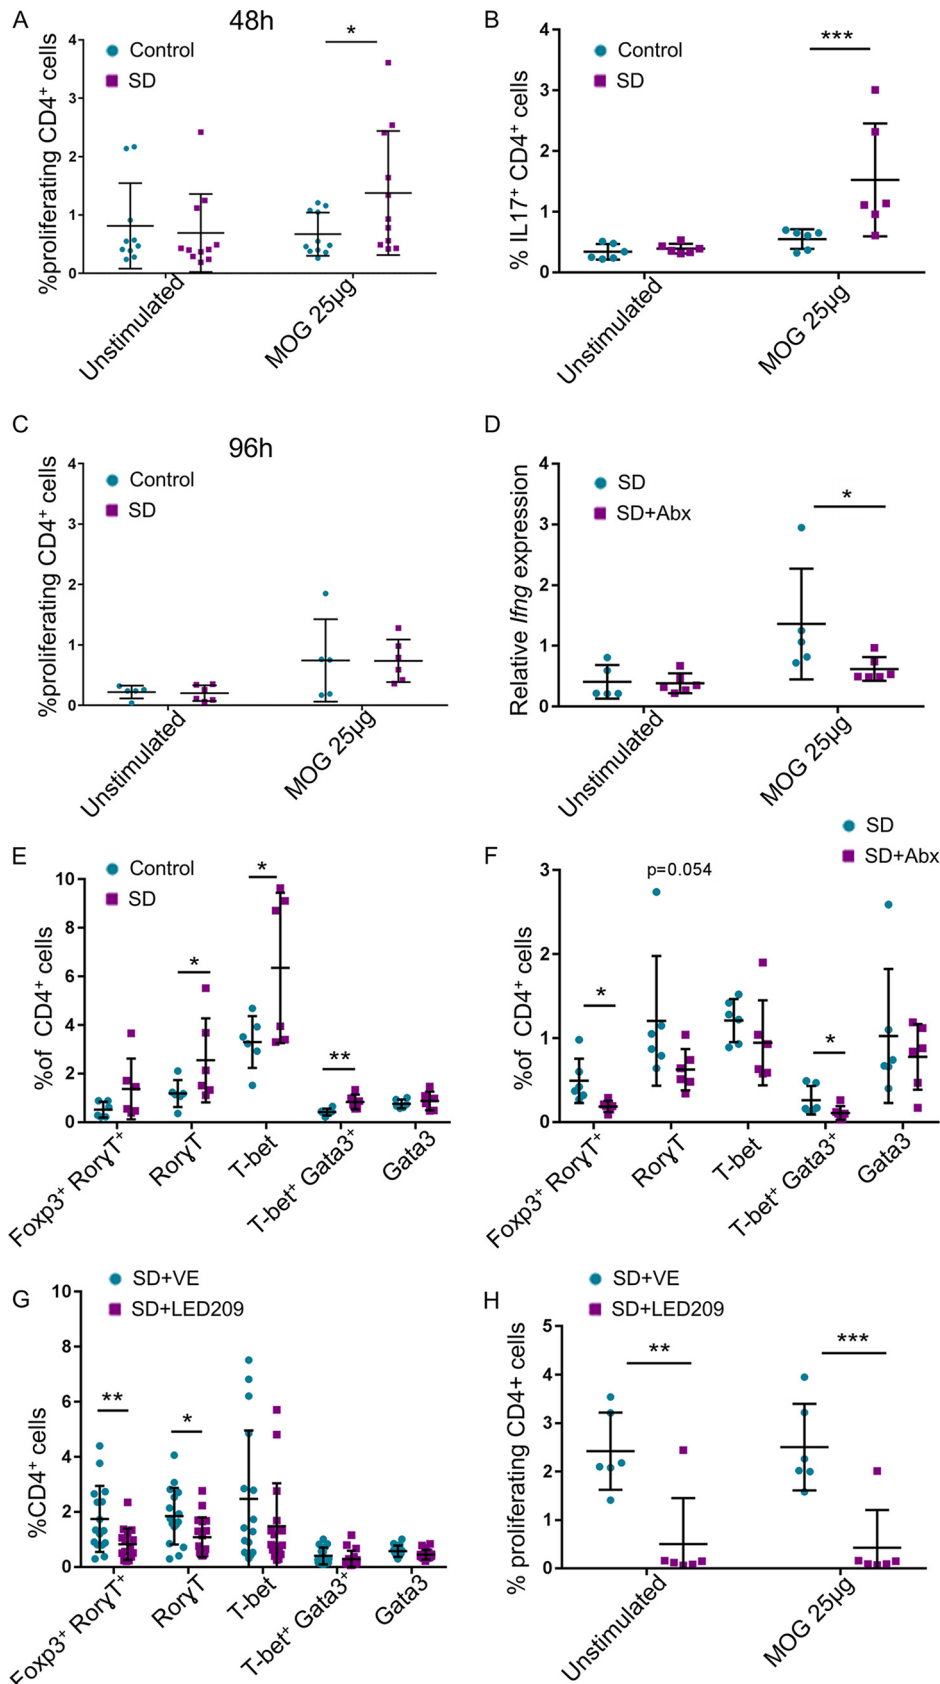 A
48h
%proliferating CD4⁺ cells
4
3
2
1
0
Control
SD
*
Unstimulated
MOG 25µg
B
% IL17⁺ CD4⁺ cells
4
3
2
1
0
Control
SD
***
Unstimulated
MOG 25µg
C
96h
%proliferating CD4⁺ cells
4
3
2
1
0
Control
SD
Unstimulated
MOG 25µg
D
Relative Ifng expression
4
3
2
1
0
SD
SD+Abx
*
Unstimulated
MOG 25µg
E
%of CD4⁺ cells
10
8
6
4
2
0
Control
SD
*
*
**
Foxp3⁺ RorɣT⁺
RorɣT
T-bet
T-bet⁺ Gata3⁺
Gata3
F
%of CD4⁺ cells
3
2
1
0
SD
SD+Abx
p=0.054
*
*
Foxp3⁺ RorɣT⁺
RorɣT
T-bet
T-bet⁺ Gata3⁺
Gata3
G
%CD4⁺ cells
10
8
6
4
2
0
SD+VE
SD+LED209
**
*
Foxp3⁺ RorɣT⁺
RorɣT
T-bet
T-bet⁺ Gata3⁺
Gata3
H
% proliferating CD4+ cells
5
4
3
2
1
0
SD+VE
SD+LED209
**
***
Unstimulated
MOG 25µg